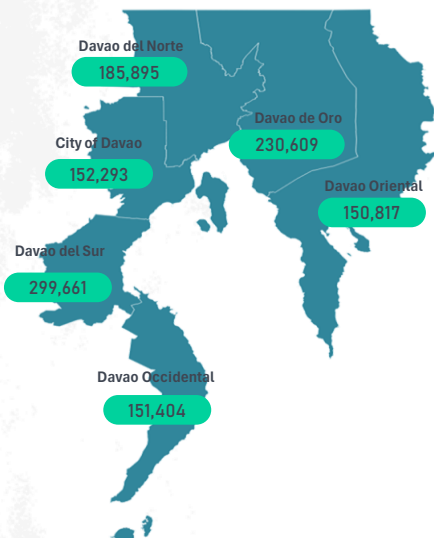 Davao del Norte
185,895
City of Davao
152,293
Davao de Oro
230,609
Davao Oriental
150,817
Davao del Sur
299,661
Davao Occidental
151,404